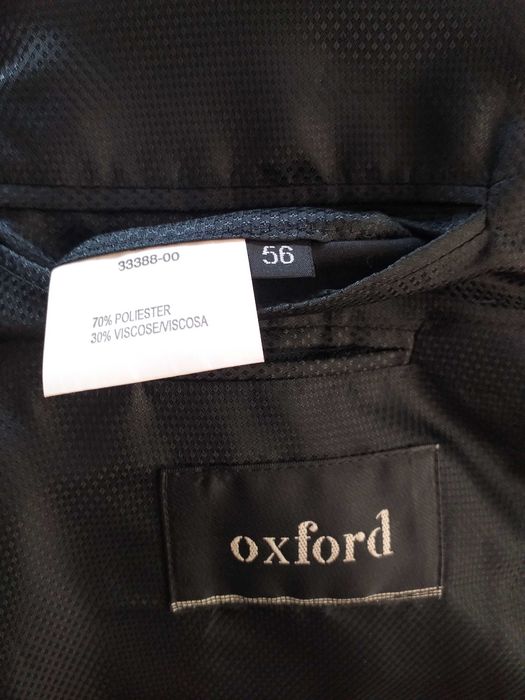 33388-00
56
70% POLIESTER
30% VISCOSE/VISCOSA
oxford